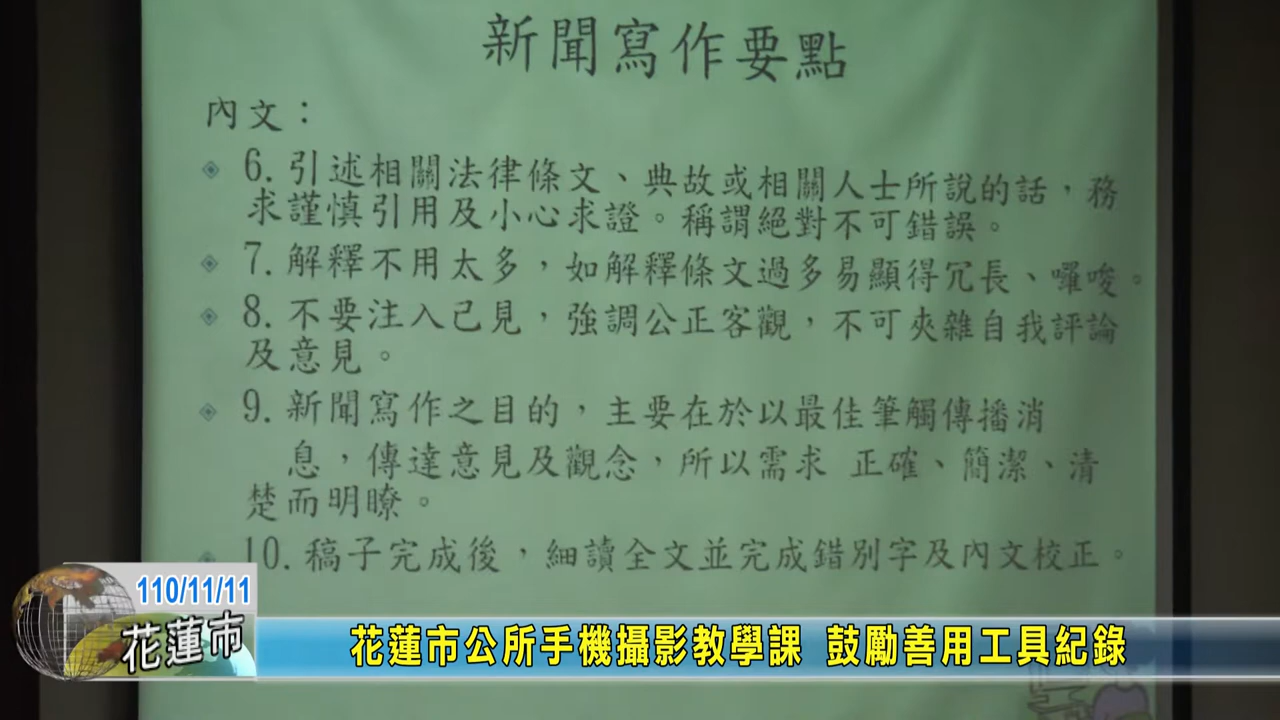 新聞寫作要點
內文：
6.引述相關法律條文、典故或相關人士所說的話，務
求謹慎引用及小心求證。稱謂絕對不可錯誤。
7.解釋不用太多，如解釋條文過多易顯得冗長、囉唆。
8.不要注入己見，強調公正客觀，不可夾雜自我評論
及意見。
9.新聞寫作之目的，主要在於以最佳筆觸傳播消
息，傳達意見及觀念，所以需求 正確、簡潔、清
楚而明瞭。
10.稿子完成後，細讀全文並完成錯別字及內文校正。
110/11/11
花蓮市
花蓮市公所手機攝影教學課 鼓勵善用工具紀錄